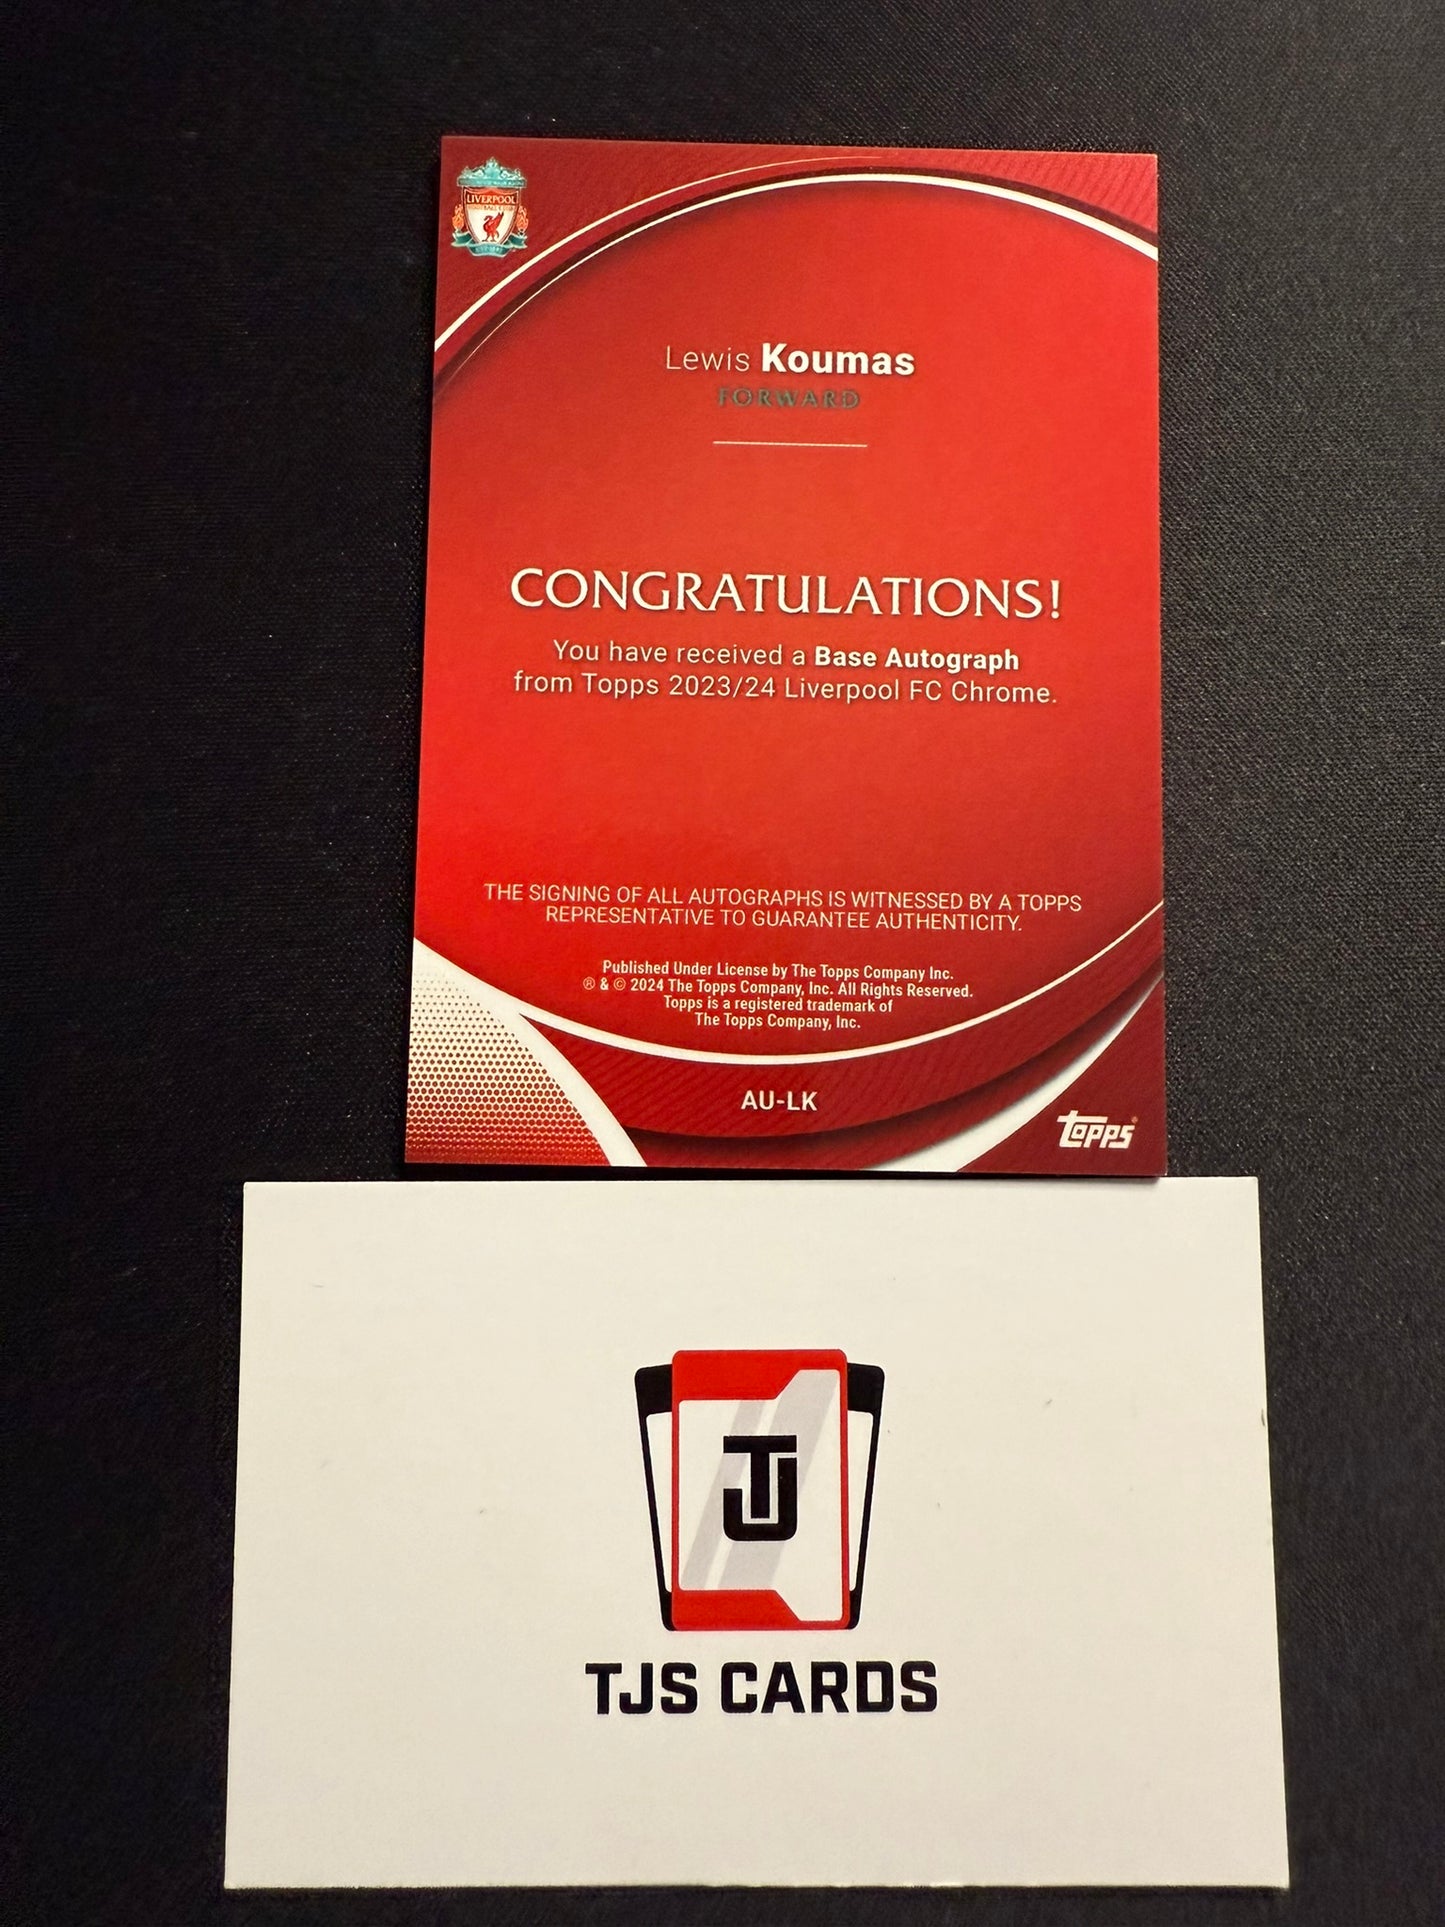 LIVERPOOL
Lewis Koumas
FORWARD
CONGRATULATIONS!
You have received a Base Autograph
from Topps 2023/24 Liverpool FC Chrome.
THE SIGNING OF ALL AUTOGRAPHS IS WITNESSED BY A TOPPS
REPRESENTATIVE TO GUARANTEE AUTHENTICITY.
Published Under License by The Topps Company Inc.
® & © 2024 The Topps Company, Inc. All Rights Reserved.
Topps is a registered trademark of
The Topps Company, Inc.
AU-LK
topps®
TJ
TJS CARDS